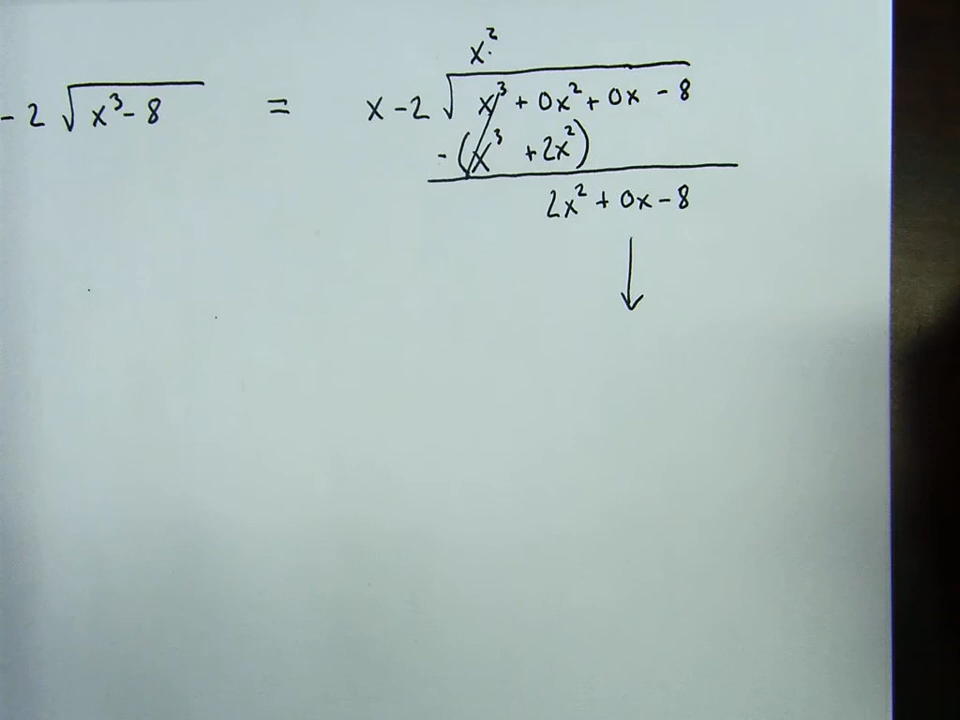 x²
- 2 √(x³ - 8) = x - 2 √(x³ + 0x² + 0x - 8)
- (x³ + 2x²)
2x² + 0x - 8
↓